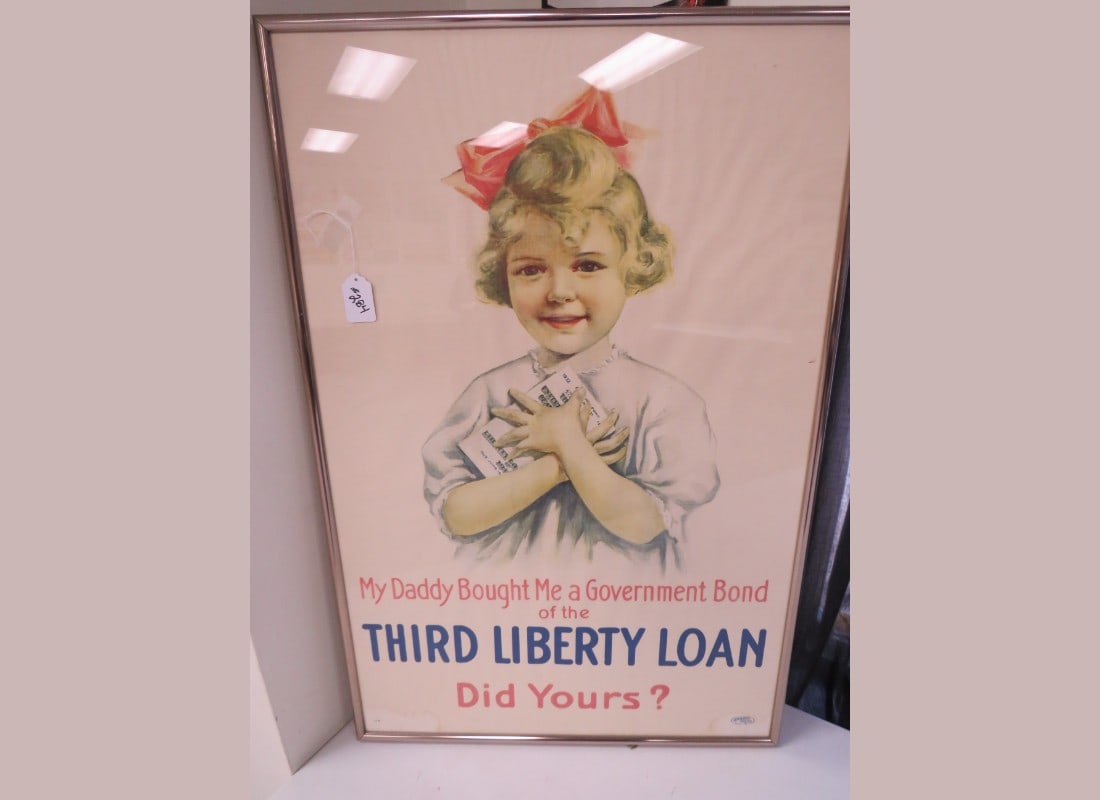 My Daddy Bought Me a Government Bond
of the
THIRD LIBERTY LOAN
Did Yours?